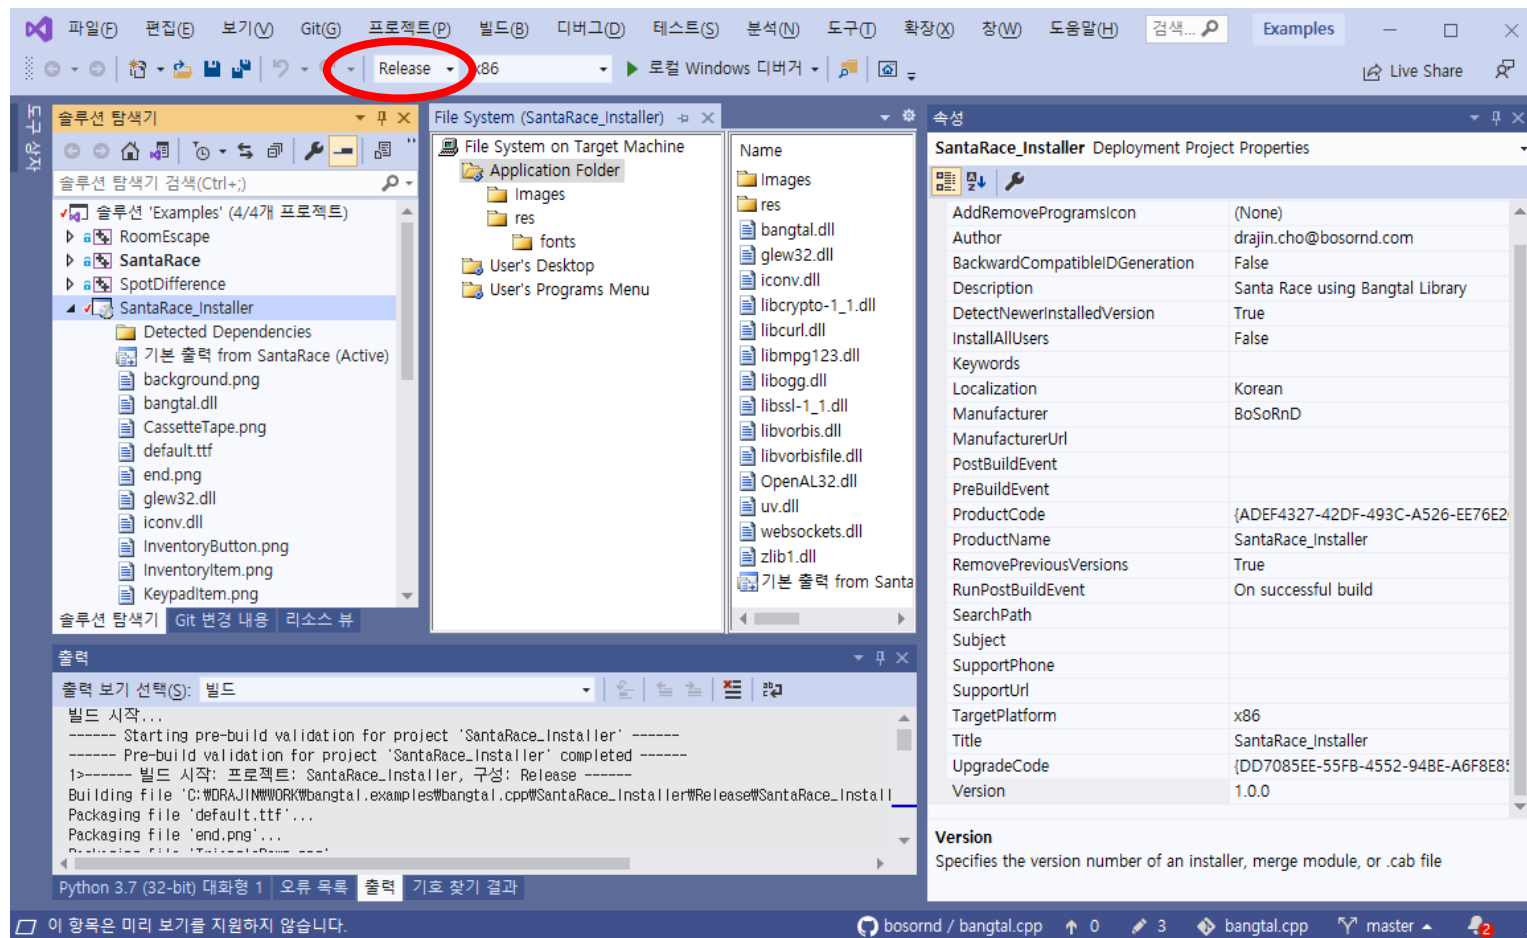 파일(F) 편집(E) 보기(V) Git(G) 프로젝트(P) 빌드(B) 디버그(D) 테스트(S) 분석(N) 도구(T) 확장(X) 창(W) 도움말(H) 검색... Examples
Release x86 로컬 Windows 디버거 Live Share
도구 상자
솔루션 탐색기
솔루션 탐색기 검색(Ctrl+;)
솔루션 'Examples' (4/4개 프로젝트)
RoomEscape
SantaRace
SpotDifference
SantaRace_Installer
Detected Dependencies
기본 출력 from SantaRace (Active)
background.png
bangtal.dll
CassetteTape.png
default.ttf
end.png
glew32.dll
iconv.dll
InventoryButton.png
InventoryItem.png
KeypadItem.png
솔루션 탐색기 Git 변경 내용 리소스 뷰
File System (SantaRace_Installer)
File System on Target Machine
Application Folder
Images
res
fonts
User's Desktop
User's Programs Menu
Name
Images
res
bangtal.dll
glew32.dll
iconv.dll
libcrypto-1_1.dll
libcurl.dll
libmpg123.dll
libogg.dll
libssl-1_1.dll
libvorbis.dll
libvorbisfile.dll
OpenAL32.dll
uv.dll
websockets.dll
zlib1.dll
기본 출력 from Santa
속성
SantaRace_Installer Deployment Project Properties
AddRemoveProgramsIcon (None)
Author drajin.cho@bosornd.com
BackwardCompatibleIDGeneration False
Description Santa Race using Bangtal Library
DetectNewerInstalledVersion True
InstallAllUsers False
Keywords
Localization Korean
Manufacturer BoSoRnD
ManufacturerUrl
PostBuildEvent
PreBuildEvent
ProductCode {ADEF4327-42DF-493C-A526-EE76E2
ProductName SantaRace_Installer
RemovePreviousVersions True
RunPostBuildEvent On successful build
SearchPath
Subject
SupportPhone
SupportUrl
TargetPlatform x86
Title SantaRace_Installer
UpgradeCode {DD7085EE-55FB-4552-94BE-A6F8E8
Version 1.0.0
Version
Specifies the version number of an installer, merge module, or .cab file
출력
출력 보기 선택(S): 빌드
빌드 시작...
------ Starting pre-build validation for project 'SantaRace_Installer' ------
------ Pre-build validation for project 'SantaRace_Installer' completed ------
1>------ 빌드 시작: 프로젝트: SantaRace_Installer, 구성: Release ------
Building file 'C:₩DRAJIN₩WORK₩bangtal.examples₩bangtal.cpp₩SantaRace_Installer₩Release₩SantaRace_Install
Packaging file 'default.ttf'...
Packaging file 'end.png'...
Python 3.7 (32-bit) 대화형 1 오류 목록 출력 기호 찾기 결과
이 항목은 미리 보기를 지원하지 않습니다. bosornd / bangtal.cpp 0 3 bangtal.cpp master 2